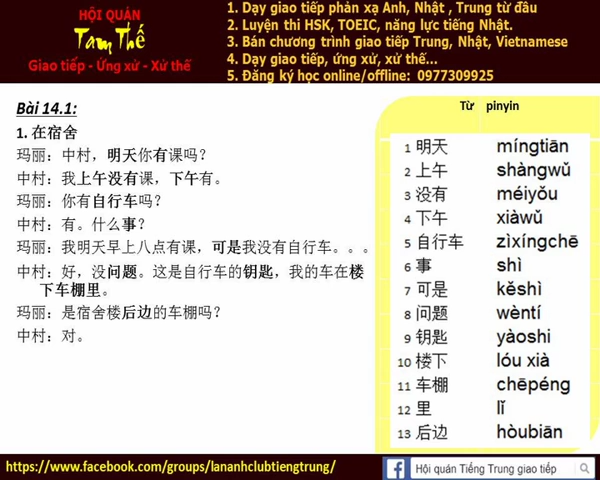 HỘI QUÁN
Tam Thế
Giao tiếp - Ứng xử - Xử thế
1. Dạy giao tiếp phản xạ Anh, Nhật , Trung từ đầu
2. Luyện thi HSK, TOEIC, năng lực tiếng Nhật.
3. Bán chương trình giao tiếp Trung, Nhật, Vietnamese
4. Dạy giao tiếp, ứng xử, xử thế...
5. Đăng ký học online/offline: 0977309925
Bài 14.1:
1. 在宿舍
玛丽：中村，明天你有课吗？
中村：我上午没有课，下午有。
玛丽：你有自行车吗？
中村：有。什么事？
玛丽：我明天早上八点有课，可是我没有自行车。。。
中村：好，没问题。这是自行车的钥匙，我的车在楼
下车棚里。
玛丽：是宿舍楼后边的车棚吗？
中村：对。
Từ pinyin
1 明天 míngtiān
2 上午 shàngwǔ
3 没有 méiyǒu
4 下午 xiàwǔ
5 自行车 zìxíngchē
6 事 shì
7 可是 kěshì
8 问题 wèntí
9 钥匙 yàoshi
10 楼下 lóu xià
11 车棚 chēpéng
12 里 lǐ
13 后边 hòubiān
https://www.facebook.com/groups/lananhclubtiengtrung/
f Hội quán Tiếng Trung giao tiếp